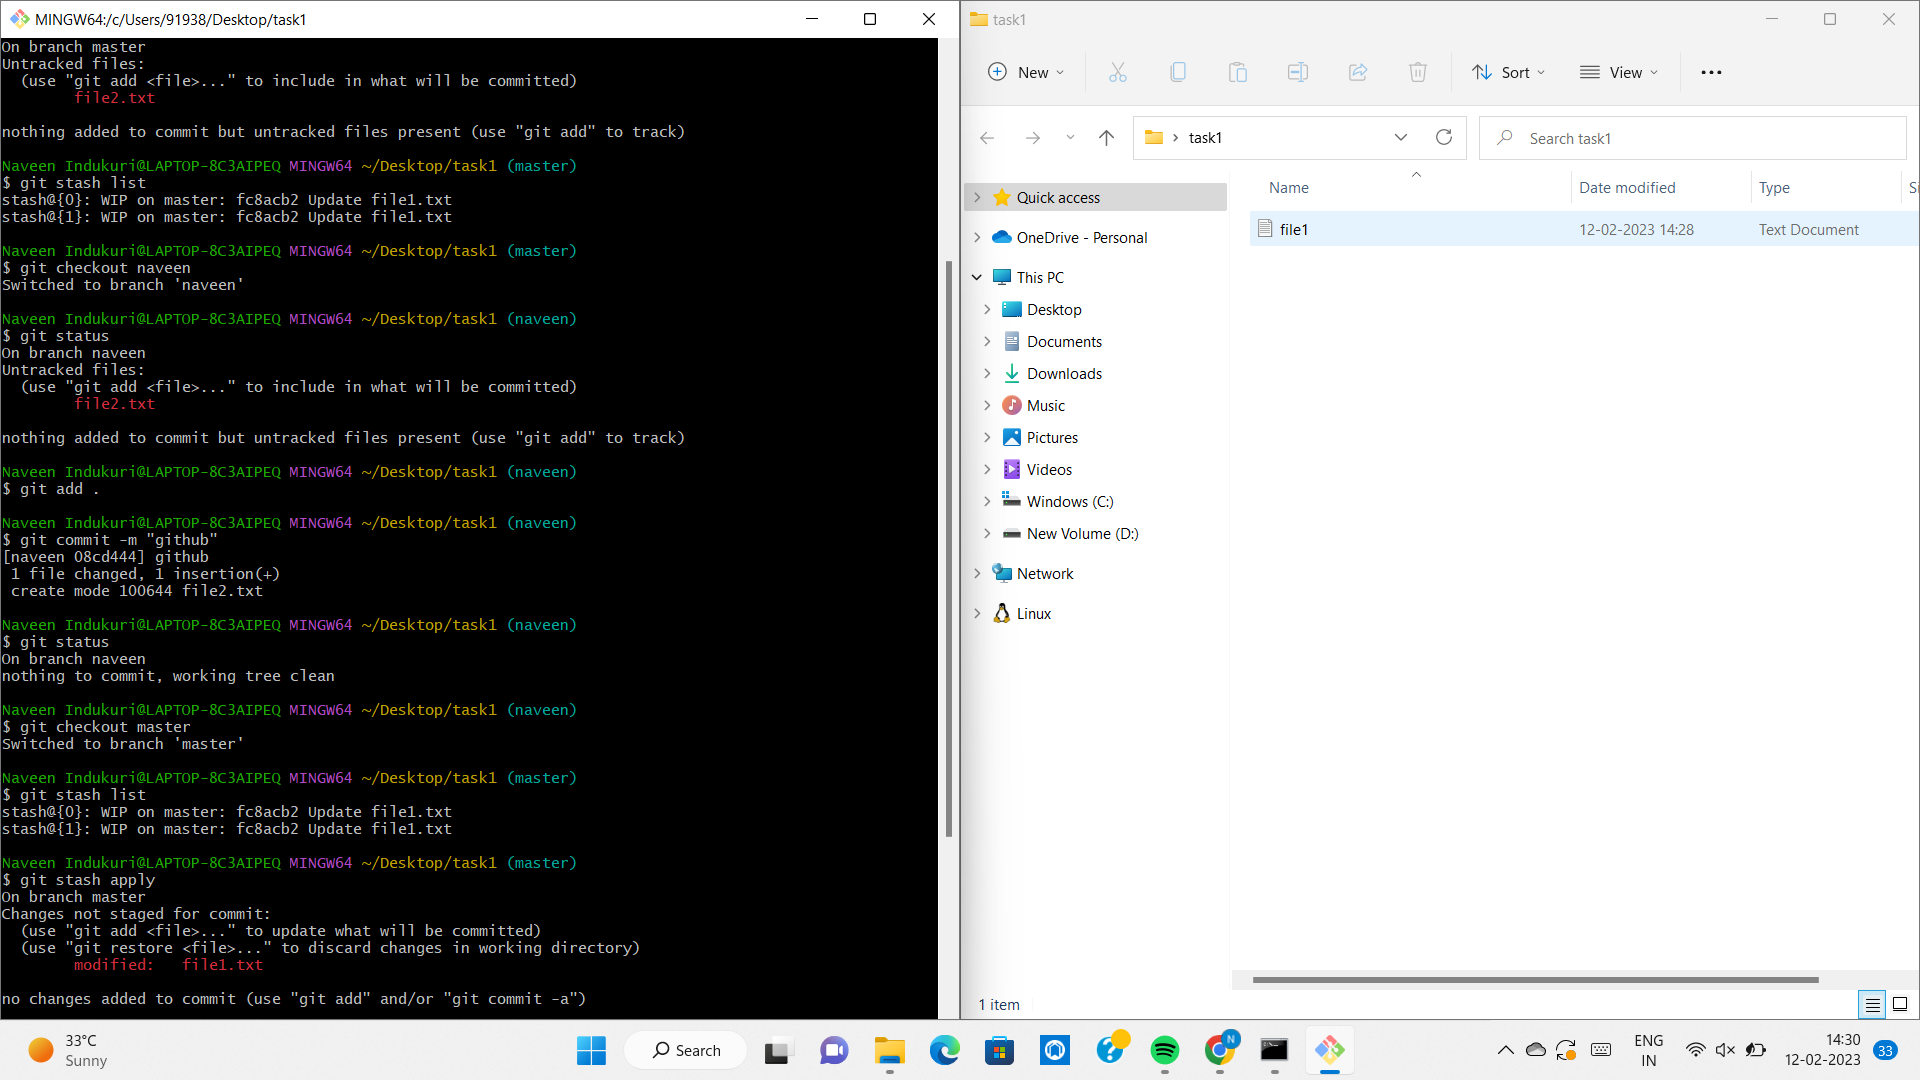 MINGW64:/c/Users/91938/Desktop/task1
On branch master
Untracked files:
  (use "git add <file>..." to include in what will be committed)
        file2.txt
nothing added to commit but untracked files present (use "git add" to track)
Naveen Indukuri@LAPTOP-8C3AIPEQ MINGW64 ~/Desktop/task1 (master)
$ git stash list
stash@{0}: WIP on master: fc8acb2 Update file1.txt
stash@{1}: WIP on master: fc8acb2 Update file1.txt
Naveen Indukuri@LAPTOP-8C3AIPEQ MINGW64 ~/Desktop/task1 (master)
$ git checkout naveen
Switched to branch 'naveen'
Naveen Indukuri@LAPTOP-8C3AIPEQ MINGW64 ~/Desktop/task1 (naveen)
$ git status
On branch naveen
Untracked files:
  (use "git add <file>..." to include in what will be committed)
        file2.txt
nothing added to commit but untracked files present (use "git add" to track)
Naveen Indukuri@LAPTOP-8C3AIPEQ MINGW64 ~/Desktop/task1 (naveen)
$ git add .
Naveen Indukuri@LAPTOP-8C3AIPEQ MINGW64 ~/Desktop/task1 (naveen)
$ git commit -m "github"
[naveen 08cd444] github
 1 file changed, 1 insertion(+)
 create mode 100644 file2.txt
Naveen Indukuri@LAPTOP-8C3AIPEQ MINGW64 ~/Desktop/task1 (naveen)
$ git status
On branch naveen
nothing to commit, working tree clean
Naveen Indukuri@LAPTOP-8C3AIPEQ MINGW64 ~/Desktop/task1 (naveen)
$ git checkout master
Switched to branch 'master'
Naveen Indukuri@LAPTOP-8C3AIPEQ MINGW64 ~/Desktop/task1 (master)
$ git stash list
stash@{0}: WIP on master: fc8acb2 Update file1.txt
stash@{1}: WIP on master: fc8acb2 Update file1.txt
Naveen Indukuri@LAPTOP-8C3AIPEQ MINGW64 ~/Desktop/task1 (master)
$ git stash apply
On branch master
Changes not staged for commit:
  (use "git add <file>..." to update what will be committed)
  (use "git restore <file>..." to discard changes in working directory)
        modified:   file1.txt
no changes added to commit (use "git add" and/or "git commit -a")
task1
New
Sort
View
task1
Search task1
Name Date modified Type Si
file1 12-02-2023 14:28 Text Document
Quick access
OneDrive - Personal
This PC
Desktop
Documents
Downloads
Music
Pictures
Videos
Windows (C:)
New Volume (D:)
Network
Linux
1 item
33°C
Sunny
Search
N
ENG
IN
14:30
12-02-2023
33